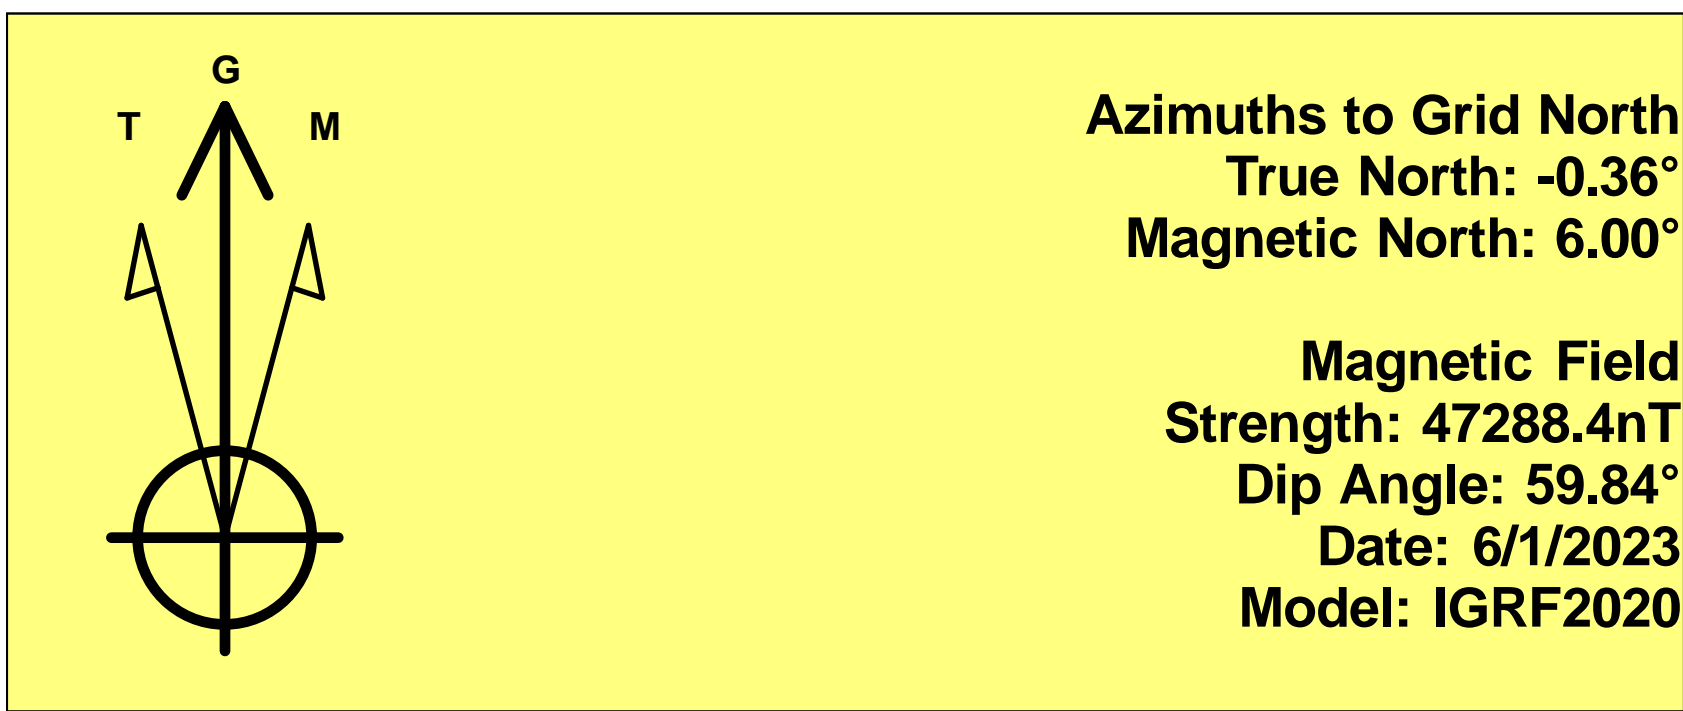 G
T
M
Azimuths to Grid North
True North: -0.36°
Magnetic North: 6.00°
Magnetic Field
Strength: 47288.4nT
Dip Angle: 59.84°
Date: 6/1/2023
Model: IGRF2020